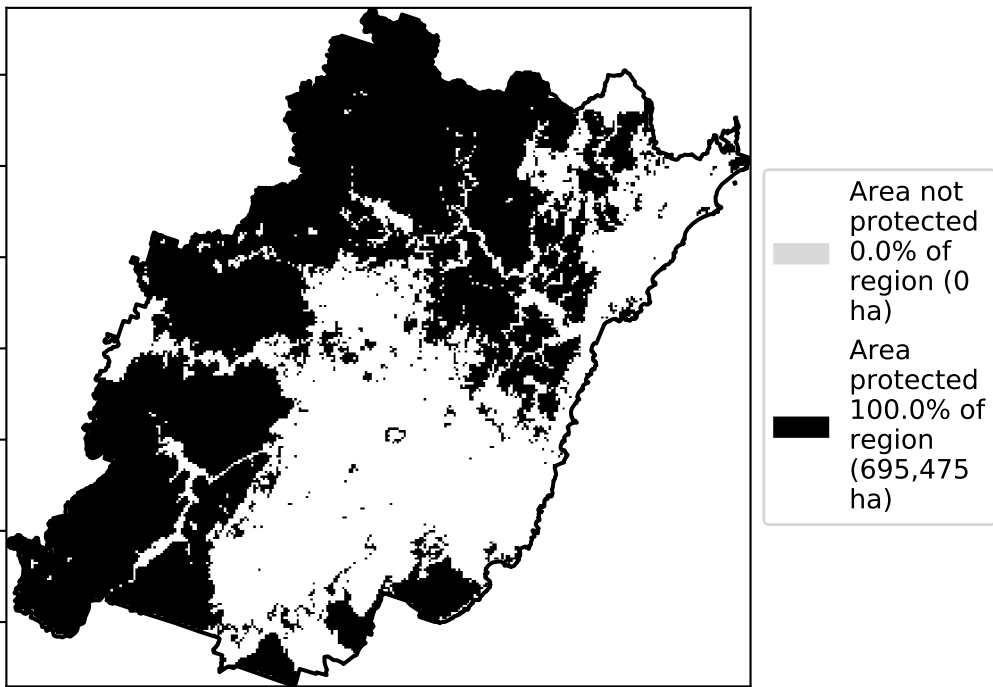 Area not
protected
0.0% of
region (0
ha)
Area
protected
100.0% of
region
(695,475
ha)